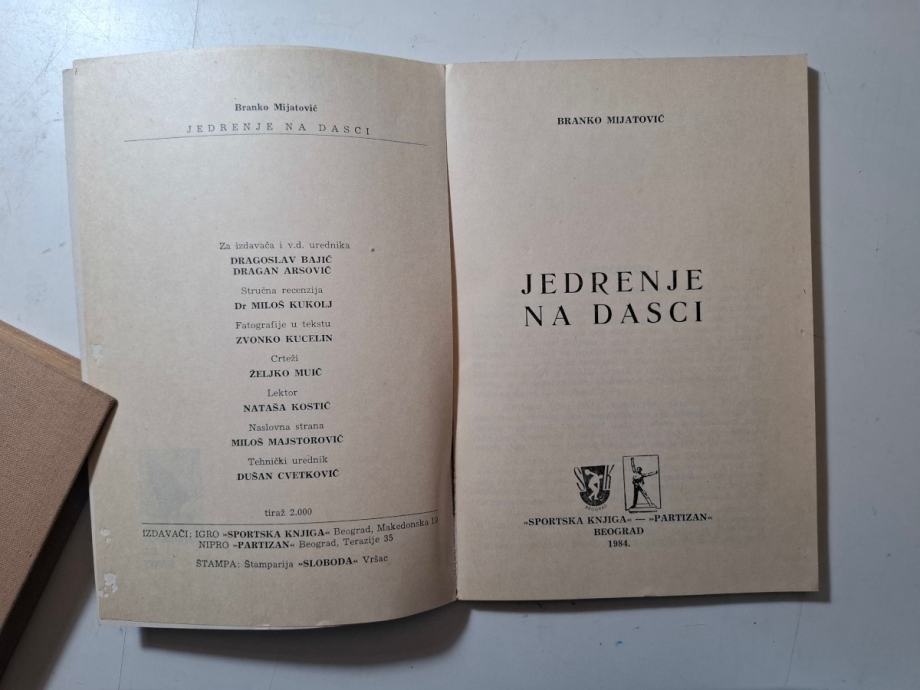 Branko Mijatović
JEDRENJE NA DASCI
Za izdavača i v.d. urednika
DRAGOSLAV BAJIĆ
DRAGAN ARSOVIĆ
Stručna recenzija
Dr MILOŠ KUKOLJ
Fatografije u tekstu
ZVONKO KUCELIN
Crteži
ŽELJKO MUIĆ
Lektor
NATAŠA KOSTIĆ
Naslovna strana
MILOŠ MAJSTOROVIĆ
Tehnički urednik
DUŠAN CVETKOVIĆ
tiraž 2.000
IZDAVAČI: IGRO »SPORTSKA KNJIGA« Beograd, Makedonska 19
NIPRO »PARTIZAN« Beograd, Terazije 35
ŠTAMPA: Štamparija »SLOBODA« Vršac
BRANKO MIJATOVIĆ
JEDRENJE
NA DASCI
BEOGRAD
»SPORTSKA KNJIGA« — »PARTIZAN«
BEOGRAD
1984.